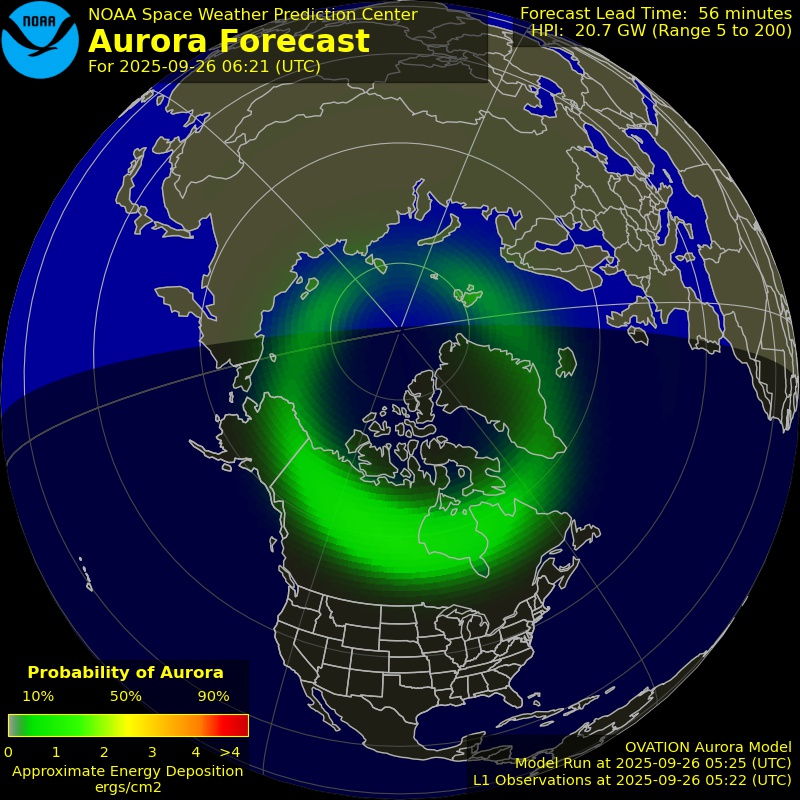 NOAA
NOAA Space Weather Prediction Center
Aurora Forecast
For 2025-09-26 06:21 (UTC)
Forecast Lead Time: 56 minutes
HPI: 20.7 GW (Range 5 to 200)
Probability of Aurora
10% 50% 90%
0 1 2 3 4 >4
Approximate Energy Deposition
ergs/cm2
OVATION Aurora Model
Model Run at 2025-09-26 05:25 (UTC)
L1 Observations at 2025-09-26 05:22 (UTC)